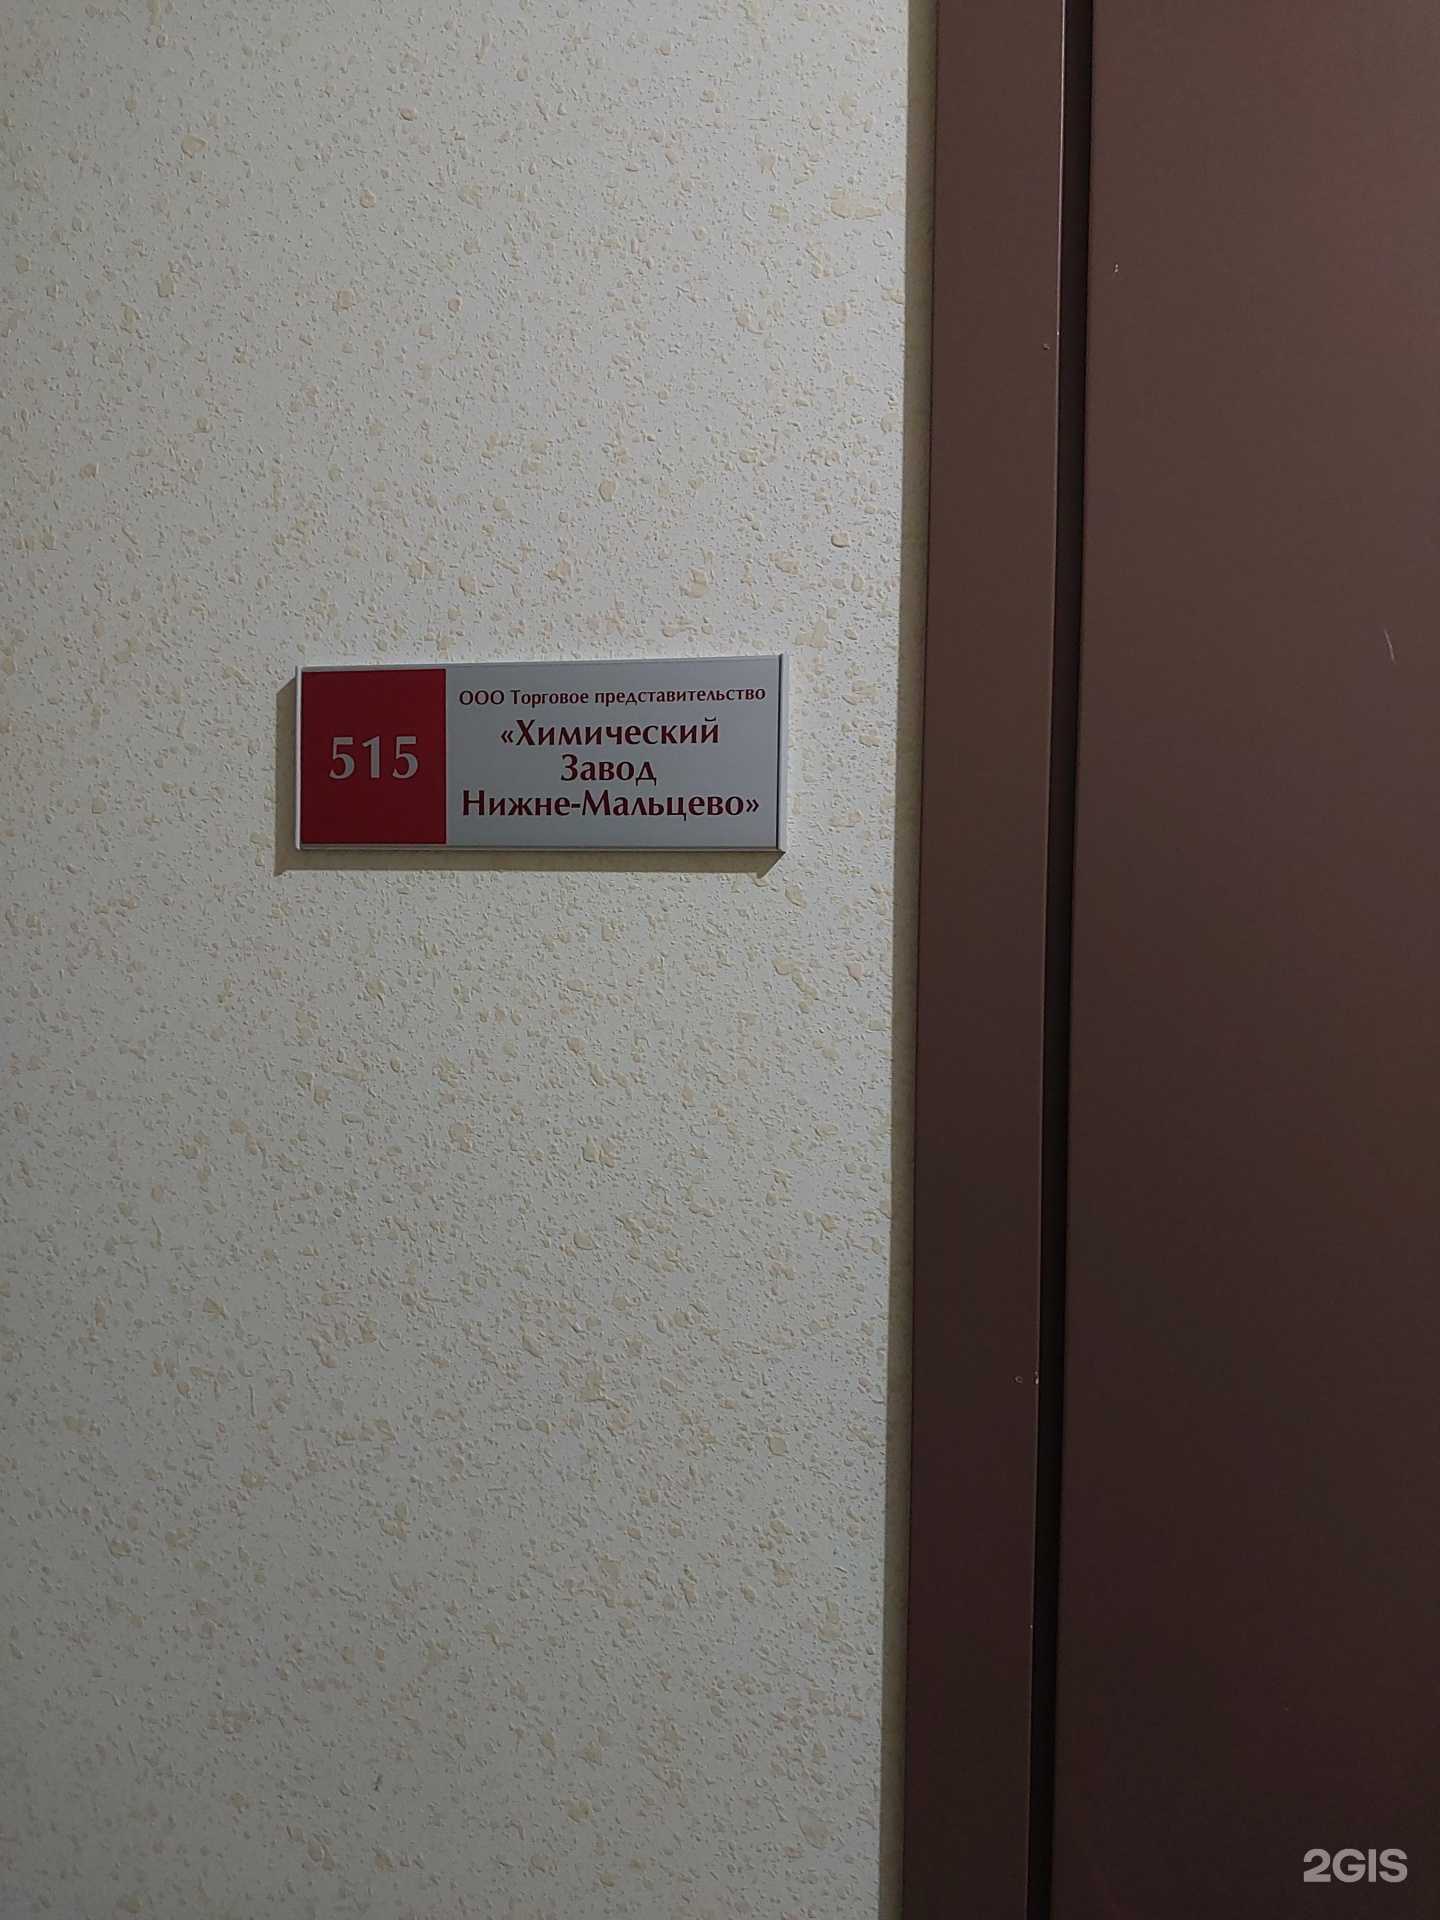 515
ООО Торговое представительство
«Химический
Завод
Нижне-Мальцево»
2GIS